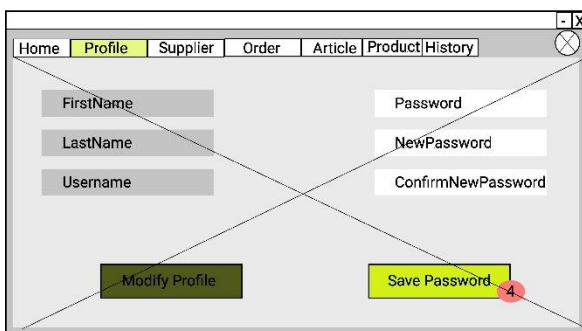 - X
Home Profile Supplier Order Article Product History
FirstName
Password
LastName
NewPassword
Username
ConfirmNewPassword
Modify Profile
Save Password
4